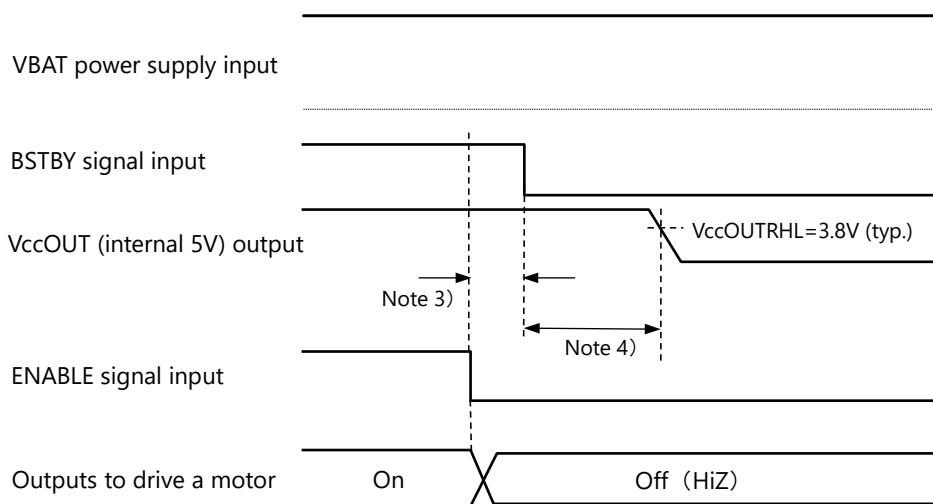 VBAT power supply input
BSTBY signal input
VccOUT (internal 5V) output
VccOUTRHL=3.8V (typ.)
Note 3）
Note 4）
ENABLE signal input
Outputs to drive a motor
On
Off（HiZ）